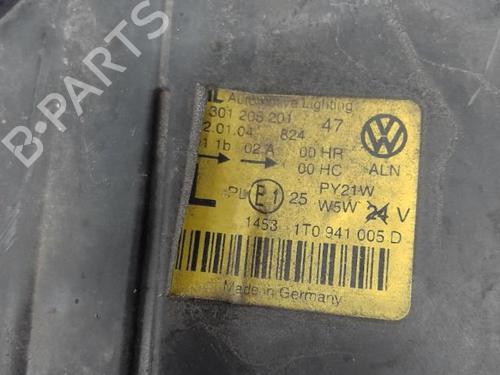 B-PARTS
AL Automotive Lighting
301 206 201 47
2.01.04 824
1 1b 02 A 00 HR
00 HC ALN
L PL E1 25 PY21W
W5W 24 V
1453 1T0 941 005 D
Made in Germany